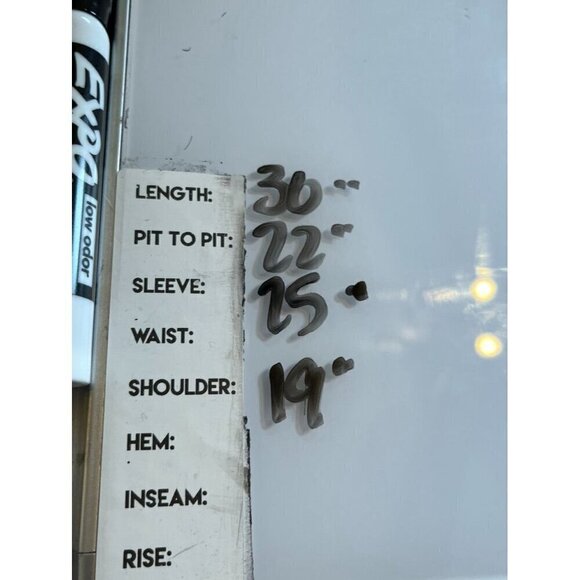 EXPO low odor
LENGTH: 30"
PIT TO PIT: 22"
SLEEVE: 25"
WAIST:
SHOULDER: 19"
HEM:
INSEAM:
RISE: